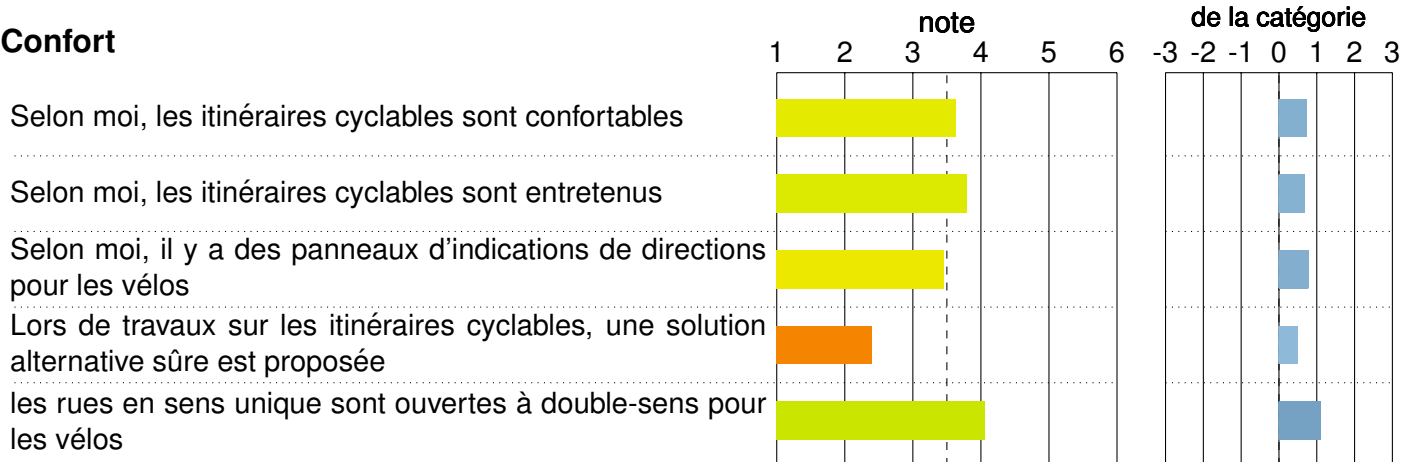 note
de la catégorie
Confort
1 2 3 4 5 6
-3 -2 -1 0 1 2 3
Selon moi, les itinéraires cyclables sont confortables
Selon moi, les itinéraires cyclables sont entretenus
Selon moi, il y a des panneaux d'indications de directions
pour les vélos
Lors de travaux sur les itinéraires cyclables, une solution
alternative sûre est proposée
les rues en sens unique sont ouvertes à double-sens pour
les vélos